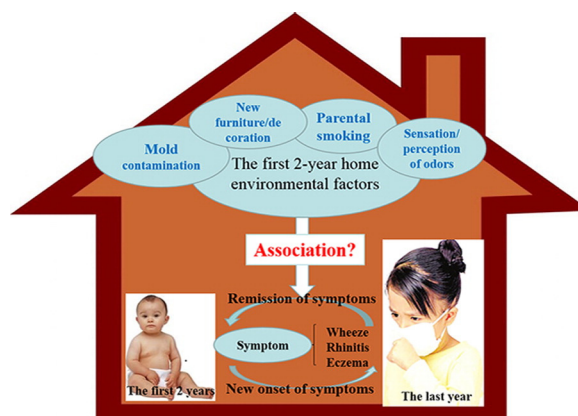 New
furniture/de
coration
Parental
smoking
Mold
contamination
Sensation/
perception
of odors
The first 2-year home
environmental factors
Association?
Remission of symptoms
Symptom
Wheeze
Rhinitis
Eczema
The first 2 years
New onset of symptoms
The last year